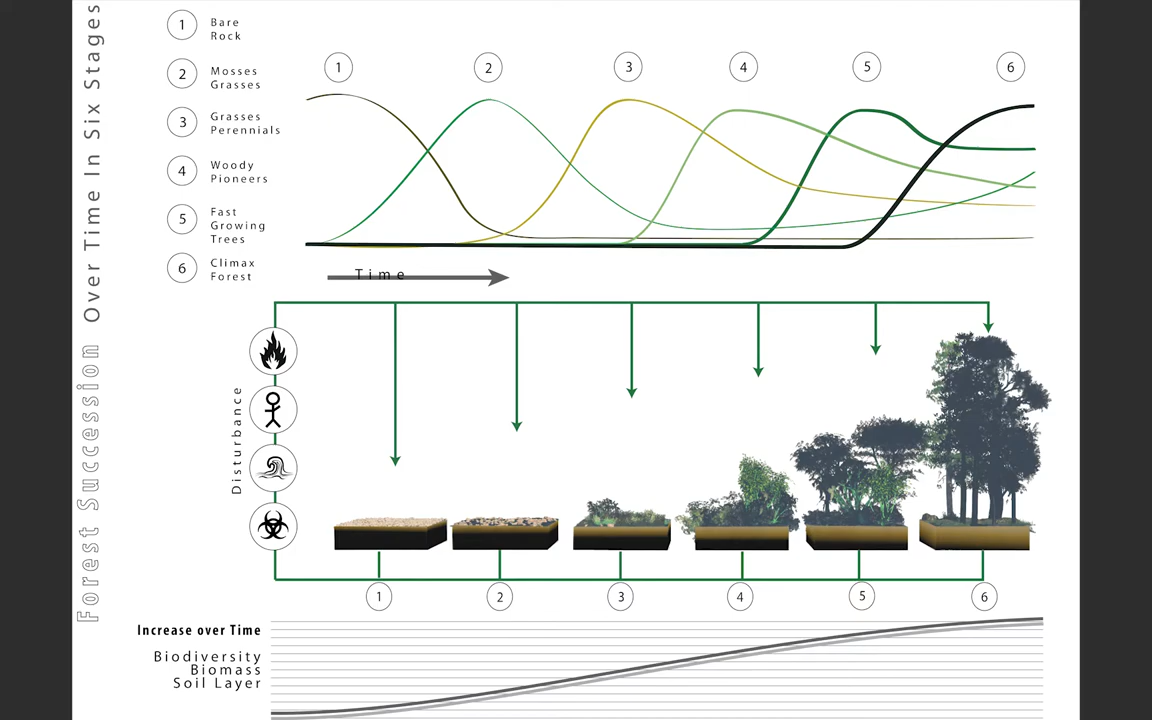 Forest Succession Over Time In Six Stages
1 Bare
Rock
2 Mosses
Grasses
3 Grasses
Perennials
4 Woody
Pioneers
5 Fast
Growing
Trees
6 Climax
Forest
1 2 3 4 5 6
Time
Disturbance
1 2 3 4 5 6
Increase over Time
Biodiversity
Biomass
Soil Layer